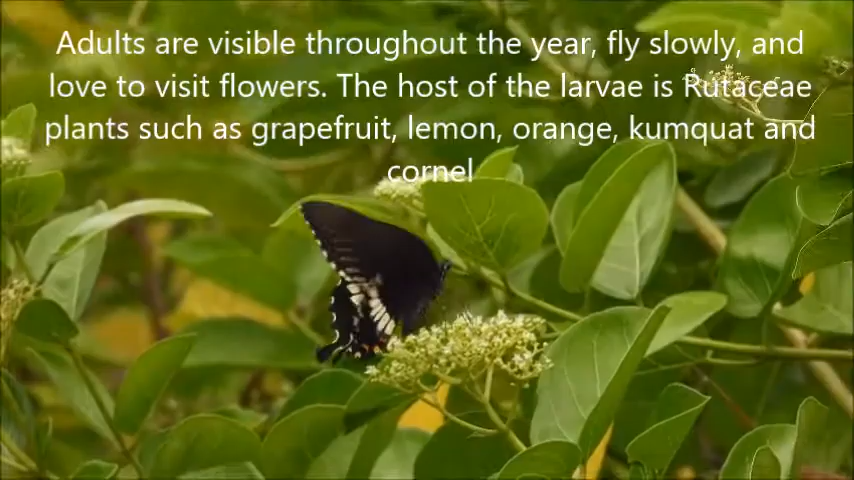 Adults are visible throughout the year, fly slowly, and
love to visit flowers. The host of the larvae is Rutaceae
plants such as grapefruit, lemon, orange, kumquat and
cornel